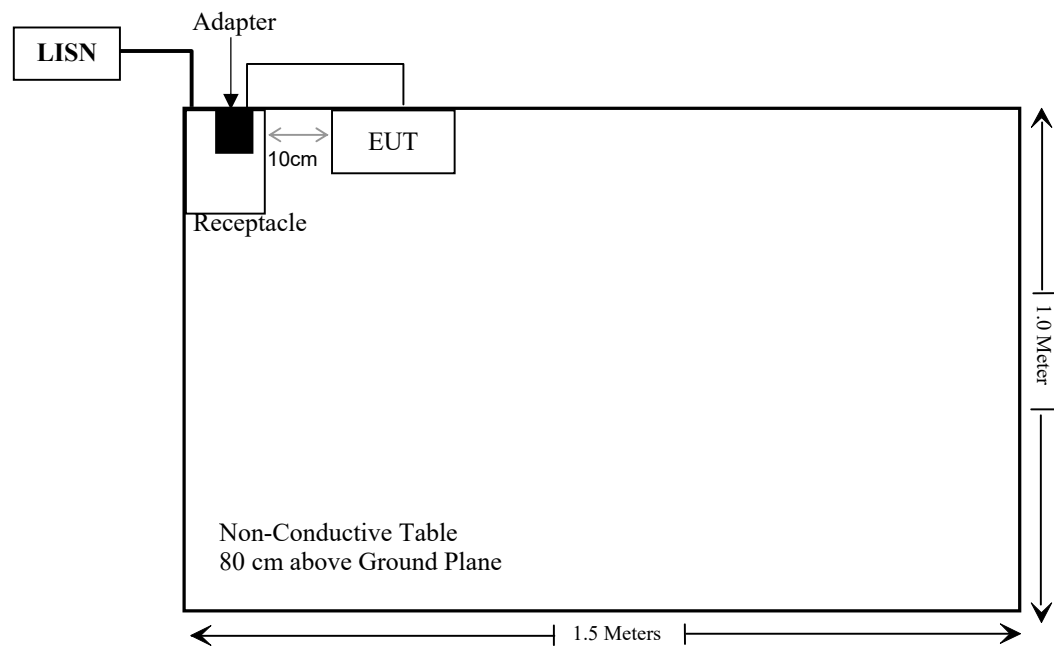 Adapter
LISN
EUT
10cm
Receptacle
1.0 Meter
Non-Conductive Table
80 cm above Ground Plane
1.5 Meters